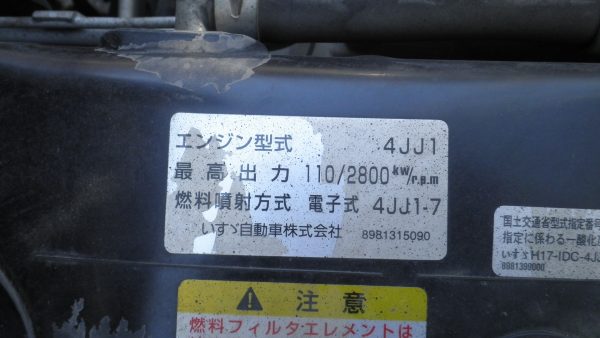 エンジン型式 4JJ1
最高出力 110/2800kW/r.p.m
燃料噴射方式 電子式 4JJ1-7
いすゞ自動車株式会社 8981315090
国土交通省型式指定番号
指定に係わる一酸化
いすゞH17-IDC-4J
8981399000
注意
燃料フィルタエレメントは